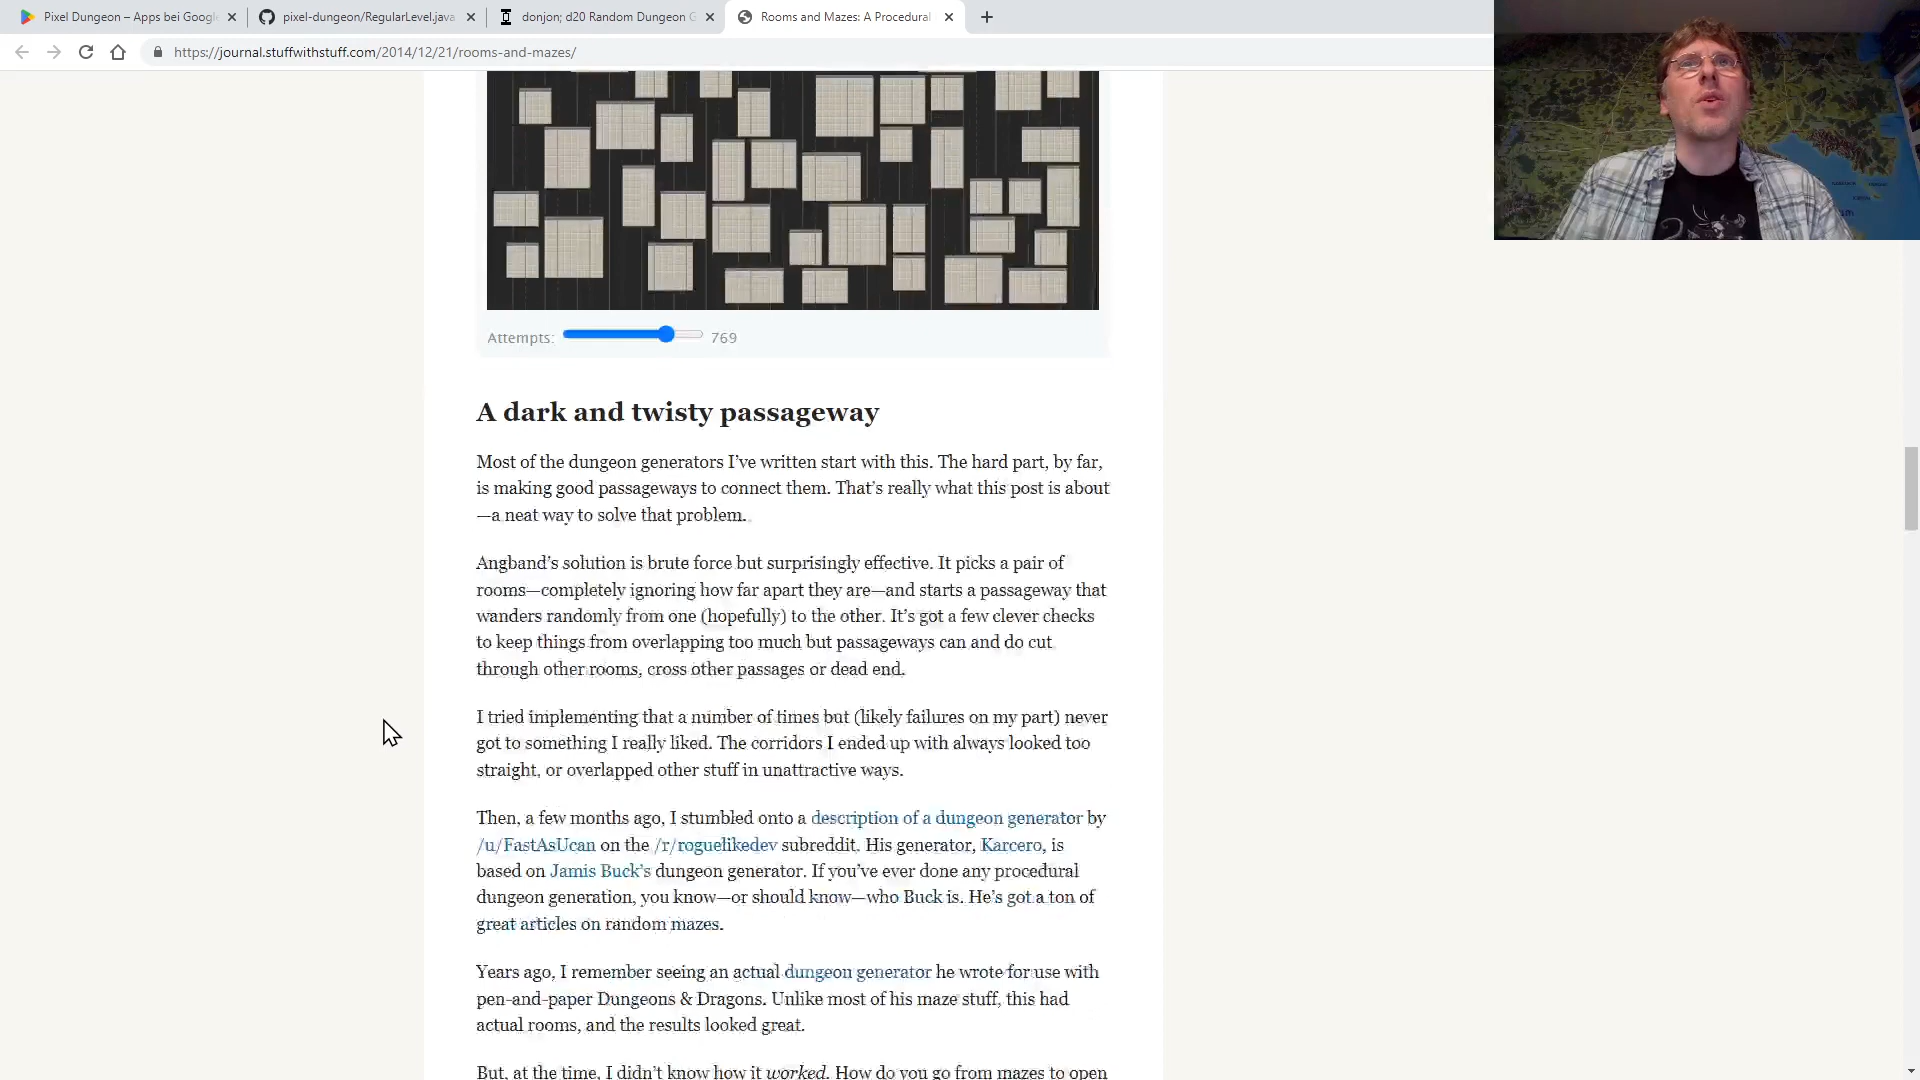 Pixel Dungeon – Apps bei Googl
pixel-dungeon/RegularLevel.java
donjon; d20 Random Dungeon G
Rooms and Mazes: A Procedural
https://journal.stuffwithstuff.com/2014/12/21/rooms-and-mazes/
Attempts: 769
A dark and twisty passageway
Most of the dungeon generators I’ve written start with this. The hard part, by far,
is making good passageways to connect them. That’s really what this post is about
—a neat way to solve that problem.
Angband’s solution is brute force but surprisingly effective. It picks a pair of
rooms—completely ignoring how far apart they are—and starts a passageway that
wanders randomly from one (hopefully) to the other. It’s got a few clever checks
to keep things from overlapping too much but passageways can and do cut
through other rooms, cross other passages or dead end.
I tried implementing that a number of times but (likely failures on my part) never
got to something I really liked. The corridors I ended up with always looked too
straight, or overlapped other stuff in unattractive ways.
Then, a few months ago, I stumbled onto a description of a dungeon generator by
/u/FastAsUcan on the /r/roguelikedev subreddit. His generator, Karcero, is
based on Jamis Buck’s dungeon generator. If you’ve ever done any procedural
dungeon generation, you know—or should know—who Buck is. He’s got a ton of
great articles on random mazes.
Years ago, I remember seeing an actual dungeon generator he wrote for use with
pen-and-paper Dungeons & Dragons. Unlike most of his maze stuff, this had
actual rooms, and the results looked great.
But, at the time, I didn’t know how it worked. How do you go from mazes to open